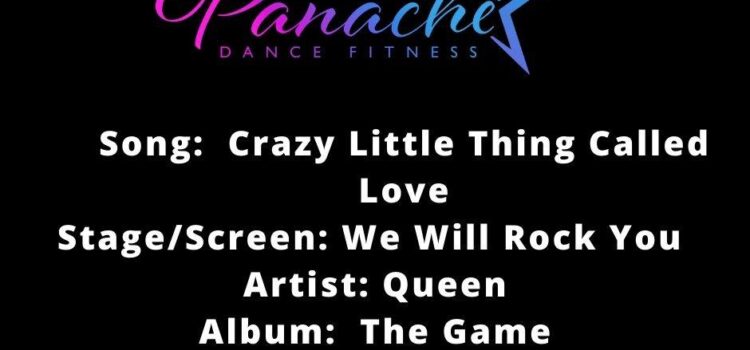 Panache
DANCE FITNESS
Song: Crazy Little Thing Called
Love
Stage/Screen: We Will Rock You
Artist: Queen
Album: The Game